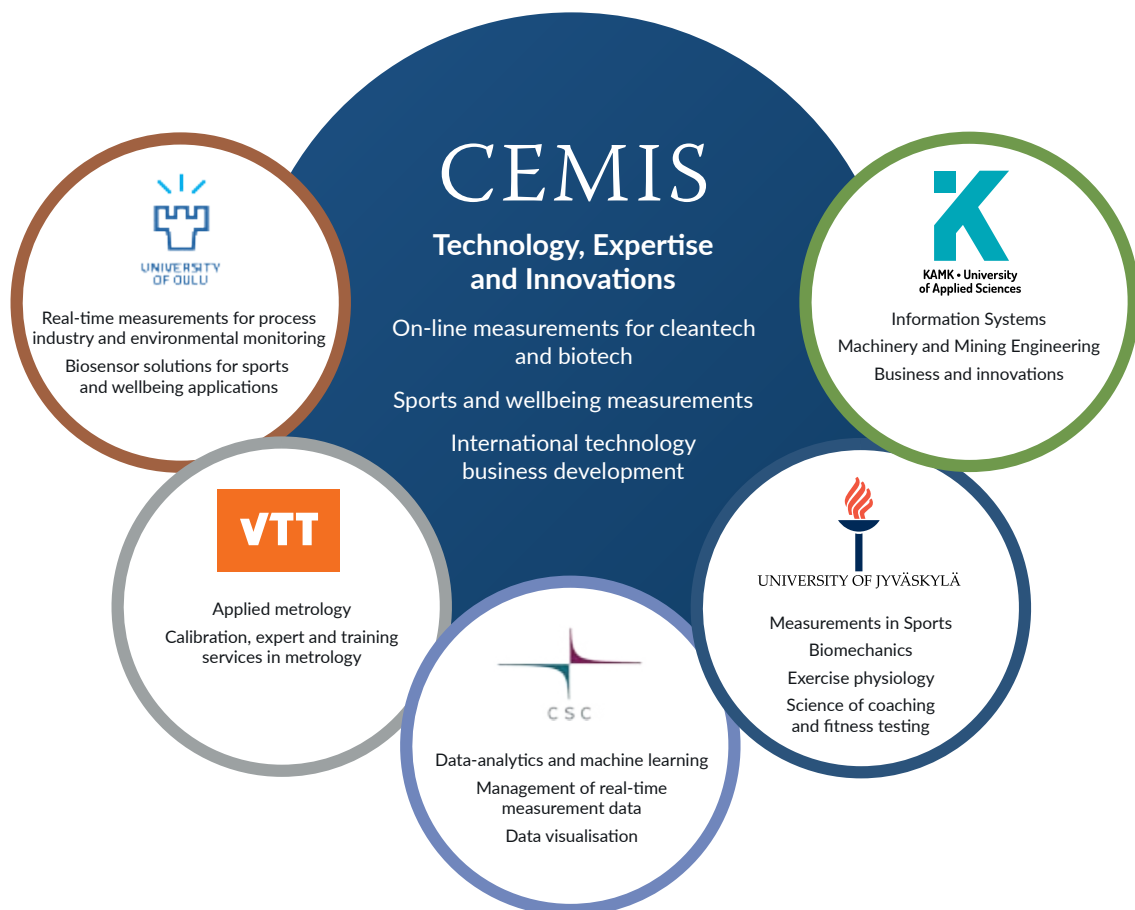 CEMIS
Technology, Expertise
and Innovations
On-line measurements for cleantech
and biotech
Sports and wellbeing measurements
International technology
business development
UNIVERSITY
OF OULU
Real-time measurements for process
industry and environmental monitoring
Biosensor solutions for sports
and wellbeing applications
VTT
Applied metrology
Calibration, expert and training
services in metrology
CSC
Data-analytics and machine learning
Management of real-time
measurement data
Data visualisation
UNIVERSITY OF JYVÄSKYLÄ
Measurements in Sports
Biomechanics
Exercise physiology
Science of coaching
and fitness testing
K
KAMK • University
of Applied Sciences
Information Systems
Machinery and Mining Engineering
Business and innovations